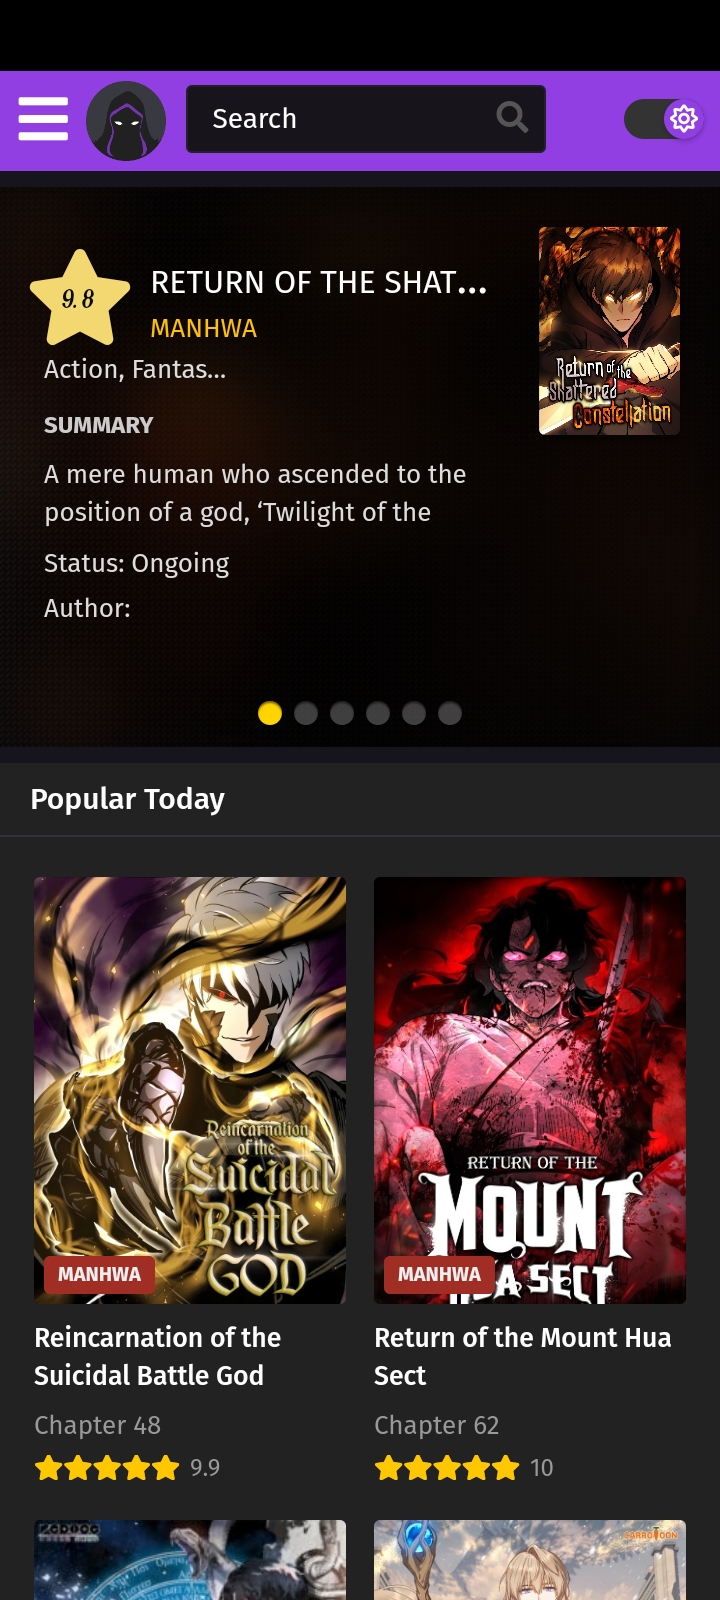 Search
9.8
RETURN OF THE SHAT...
MANHWA
Action, Fantas...
SUMMARY
A mere human who ascended to the
position of a god, ‘Twilight of the
Status: Ongoing
Author:
Return of the
Shattered
Constellation
Popular Today
Reincarnation
of the
Suicidal
Battle
GOD
MANHWA
RETURN OF THE
MOUNT
HUA SECT
MANHWA
Reincarnation of the
Suicidal Battle God
Chapter 48
9.9
Return of the Mount Hua
Sect
Chapter 62
10
CARROTOON